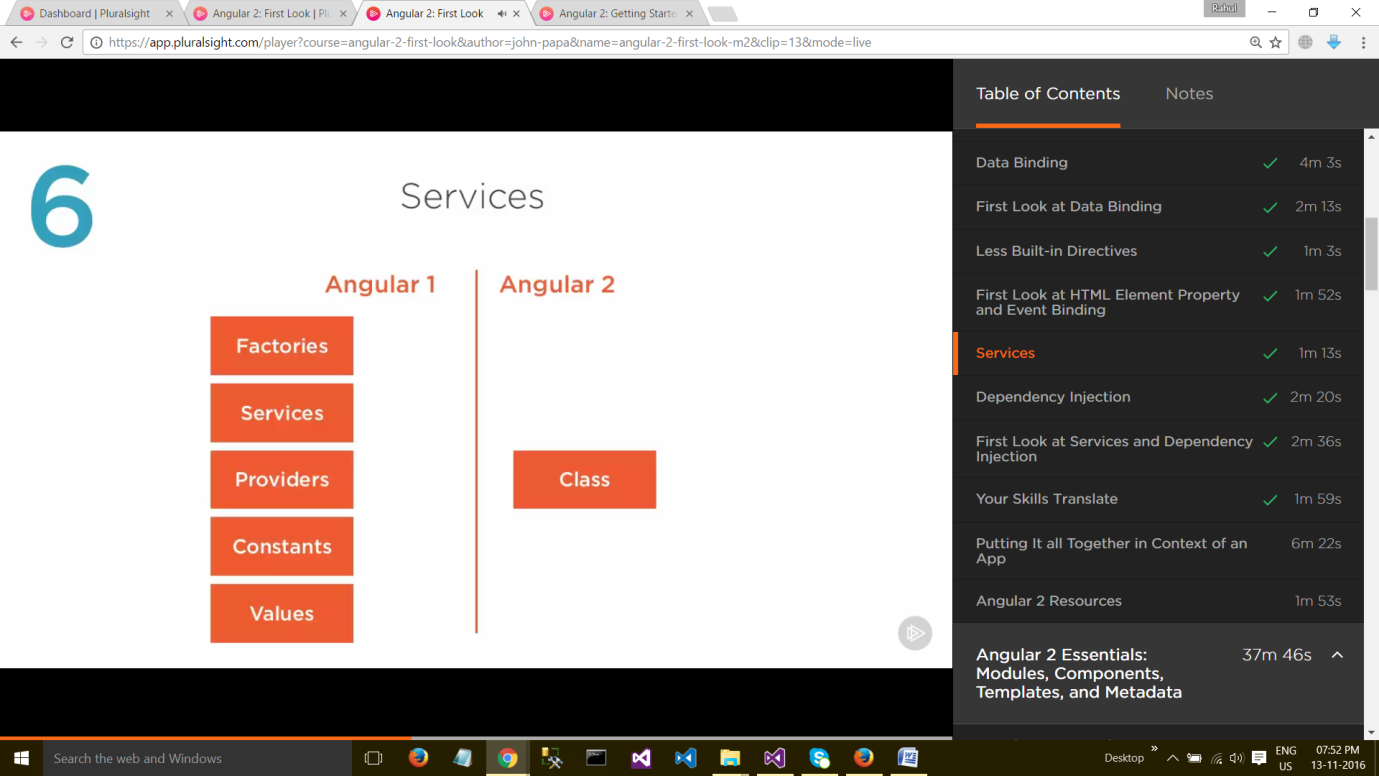 Dashboard | Pluralsight
Angular 2: First Look | Pl
Angular 2: First Look
Angular 2: Getting Starte
Rahul
https://app.pluralsight.com/player?course=angular-2-first-look&author=john-papa&name=angular-2-first-look-m2&clip=13&mode=live
6
Services
Angular 1
Angular 2
Factories
Services
Providers
Constants
Values
Class
Table of Contents
Notes
Data Binding
4m 3s
First Look at Data Binding
2m 13s
Less Built-in Directives
1m 3s
First Look at HTML Element Property
and Event Binding
1m 52s
Services
1m 13s
Dependency Injection
2m 20s
First Look at Services and Dependency
Injection
2m 36s
Your Skills Translate
1m 59s
Putting It all Together in Context of an
App
6m 22s
Angular 2 Resources
1m 53s
Angular 2 Essentials:
Modules, Components,
Templates, and Metadata
37m 46s
Search the web and Windows
Desktop
ENG
US
07:52 PM
13-11-2016